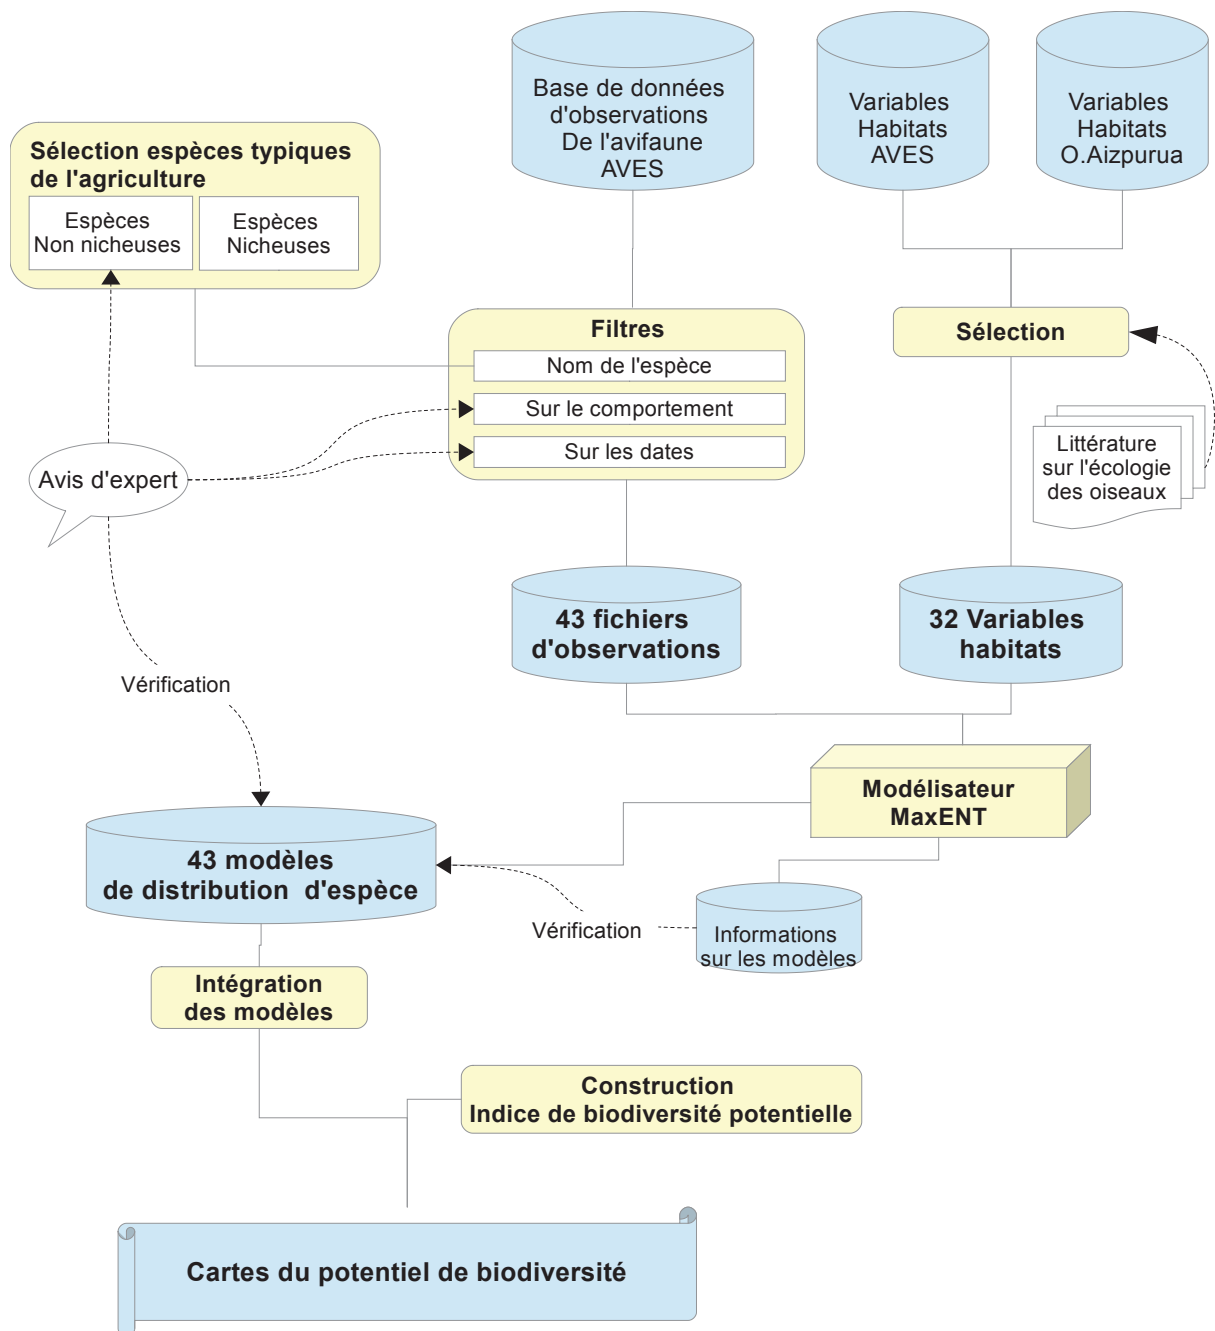 Base de données
d'observations
De l'avifaune
AVES
Variables
Habitats
AVES
Variables
Habitats
O.Aizpurua
Sélection espèces typiques
de l'agriculture
Espèces
Non nicheuses
Espèces
Nicheuses
Filtres
Nom de l'espèce
Sur le comportement
Sur les dates
Sélection
Littérature
sur l'écologie
des oiseaux
Avis d'expert
43 fichiers
d'observations
32 Variables
habitats
Vérification
Modélisateur
MaxENT
43 modèles
de distribution d'espèce
Vérification
Informations
sur les modèles
Intégration
des modèles
Construction
Indice de biodiversité potentielle
Cartes du potentiel de biodiversité